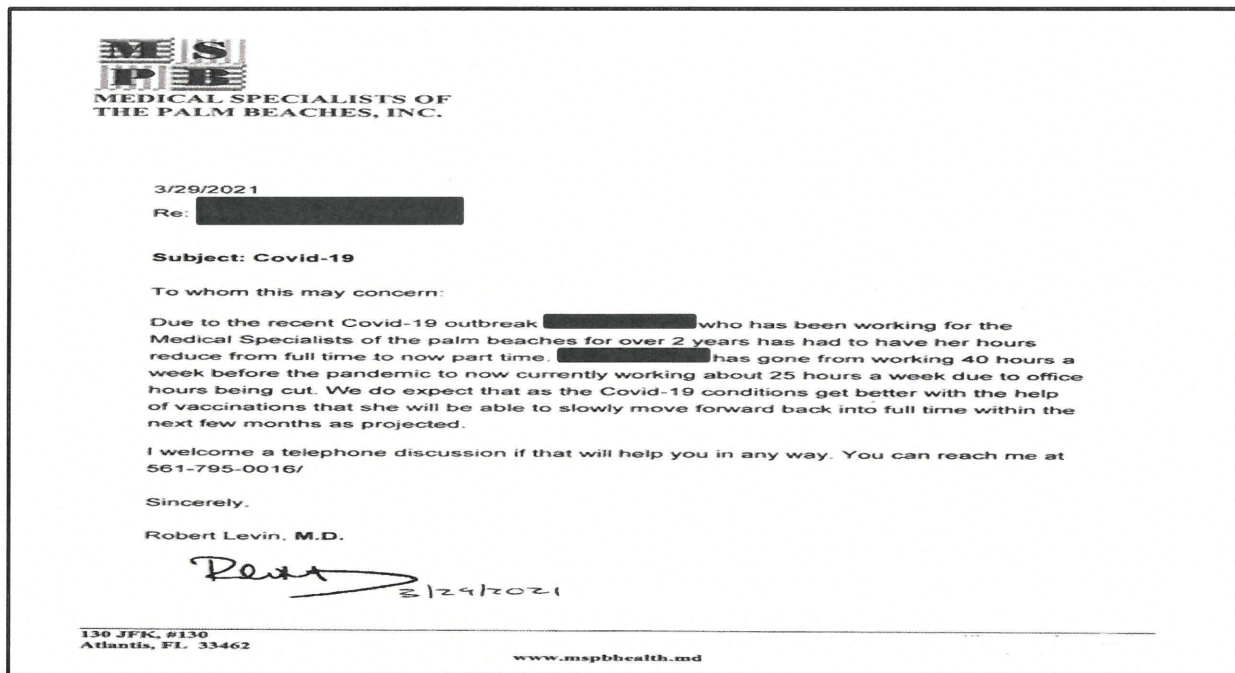 M S
P B
MEDICAL SPECIALISTS OF
THE PALM BEACHES, INC.
3/29/2021
Re:
Subject: Covid-19
To whom this may concern:
Due to the recent Covid-19 outbreak who has been working for the
Medical Specialists of the palm beaches for over 2 years has had to have her hours
reduce from full time to now part time. has gone from working 40 hours a
week before the pandemic to now currently working about 25 hours a week due to office
hours being cut. We do expect that as the Covid-19 conditions get better with the help
of vaccinations that she will be able to slowly move forward back into full time within the
next few months as projected.
I welcome a telephone discussion if that will help you in any way. You can reach me at
561-795-0016/
Sincerely,
Robert Levin, M.D.
3/29/2021
130 JFK, #130
Atlantis, FL 33462
www.mspbhealth.md